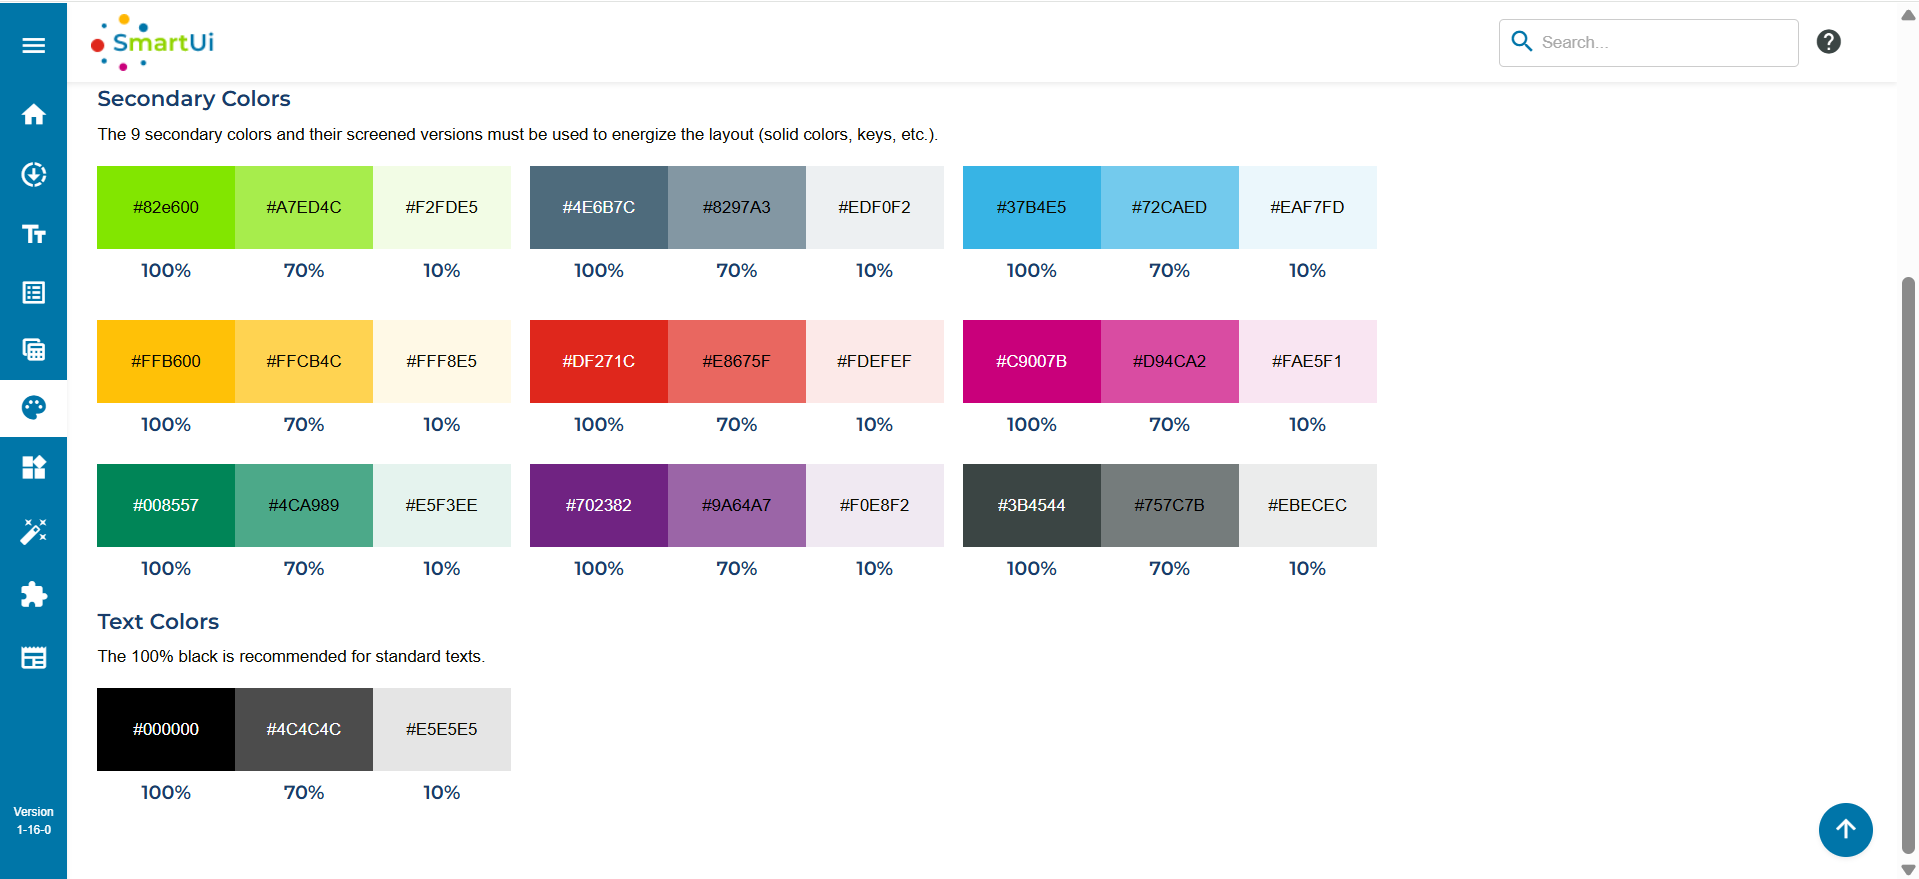 SmartUi
Search...
Secondary Colors
The 9 secondary colors and their screened versions must be used to energize the layout (solid colors, keys, etc.).
#82e600 #A7ED4C #F2FDE5 #4E6B7C #8297A3 #EDF0F2 #37B4E5 #72CAED #EAF7FD
100% 70% 10% 100% 70% 10% 100% 70% 10%
#FFB600 #FFCB4C #FFF8E5 #DF271C #E8675F #FDEFEF #C9007B #D94CA2 #FAE5F1
100% 70% 10% 100% 70% 10% 100% 70% 10%
#008557 #4CA989 #E5F3EE #702382 #9A64A7 #F0E8F2 #3B4544 #757C7B #EBECEC
100% 70% 10% 100% 70% 10% 100% 70% 10%
Text Colors
The 100% black is recommended for standard texts.
#000000 #4C4C4C #E5E5E5
100% 70% 10%
Version
1-16-0